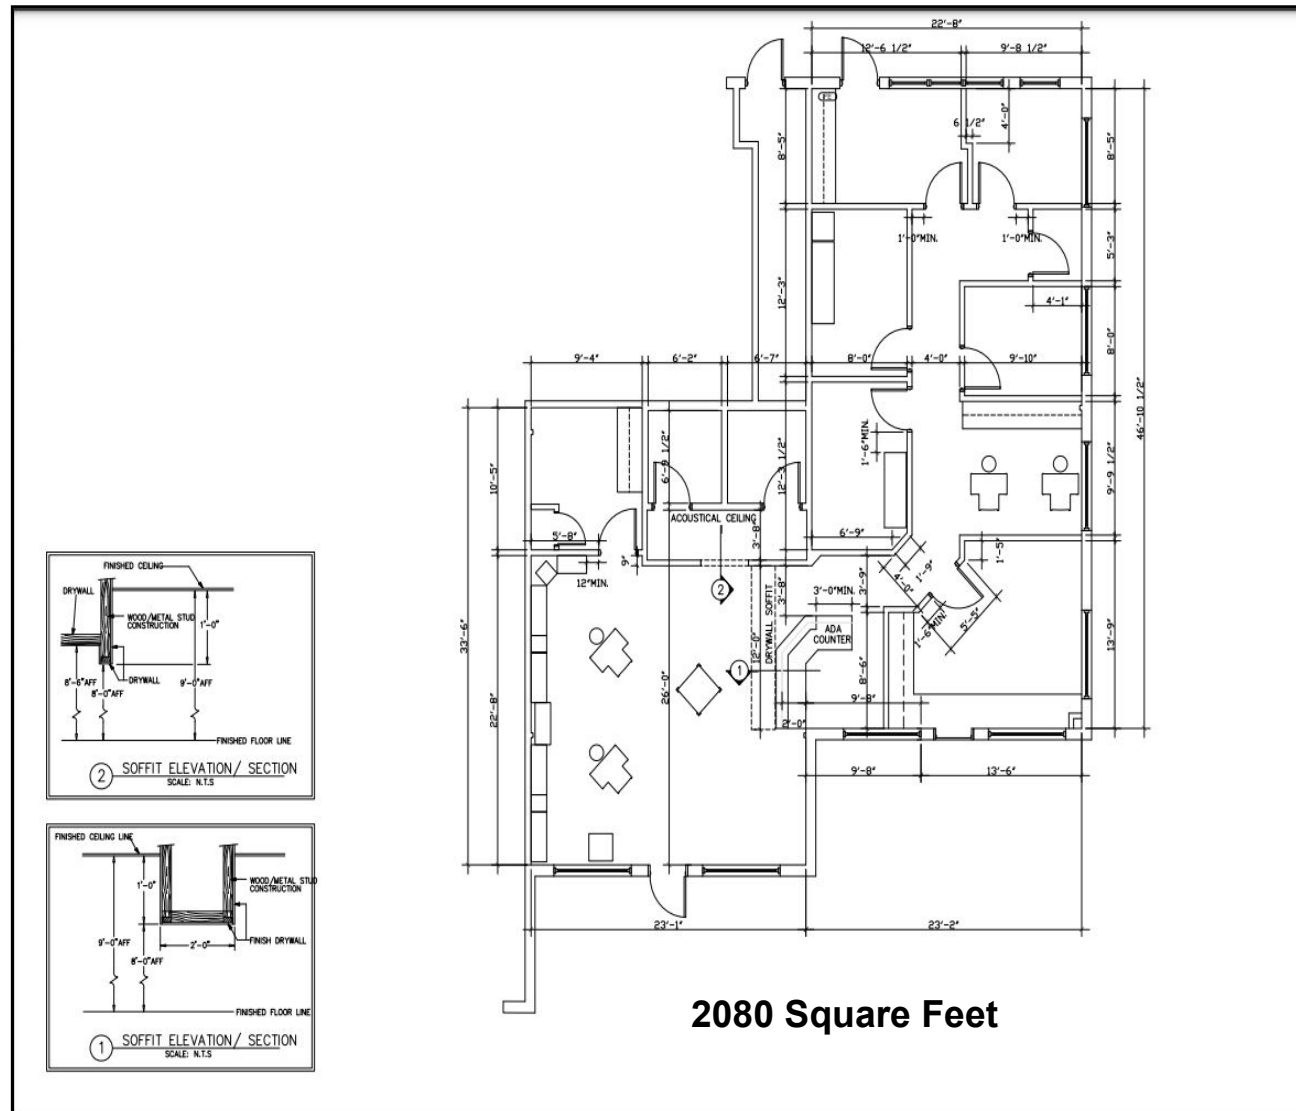 22'-8"
12'-6 1/2"
9'-8 1/2"
6 1/2"
4'-0"
8'-5"
8'-5"
1'-0"MIN.
1'-0"MIN.
5'-3"
12'-3"
4'-1"
9'-4"
6'-2"
6'-7"
8'-0"
4'-0"
9'-10"
8'-0"
46'-10 1/2"
1'-6"MIN.
6'-9 1/2"
12'-3 1/2"
9'-9 1/2"
10'-5"
ACOUSTICAL CEILING
5'-8"
3'-8"
6'-9"
1'-5"
9"
12"MIN.
2
3'-8"
3'-9"
4'-0"
1'-9"
3'-0"MIN.
5'-5"
1'-6"MIN.
DRYWALL SOFFIT
12'-0"
ADA
COUNTER
1
33'-6"
13'-9"
8'-6"
26'-0"
9'-8"
22'-8"
2'-0"
9'-8"
13'-6"
23'-1"
23'-2"
FINISHED CEILING
DRYWALL
WOOD/METAL STUD
CONSTRUCTION
1'-0"
DRYWALL
8'-6"AFF
8'-0"AFF
9'-0"AFF
FINISHED FLOOR LINE
2
SOFFIT ELEVATION/ SECTION
SCALE: N.T.S
FINISHED CEILING LINE
1'-0"
WOOD/METAL STUD
CONSTRUCTION
9'-0"AFF
2'-0"
FINISH DRYWALL
8'-0"AFF
FINISHED FLOOR LINE
1
SOFFIT ELEVATION/ SECTION
SCALE: N.T.S
2080 Square Feet